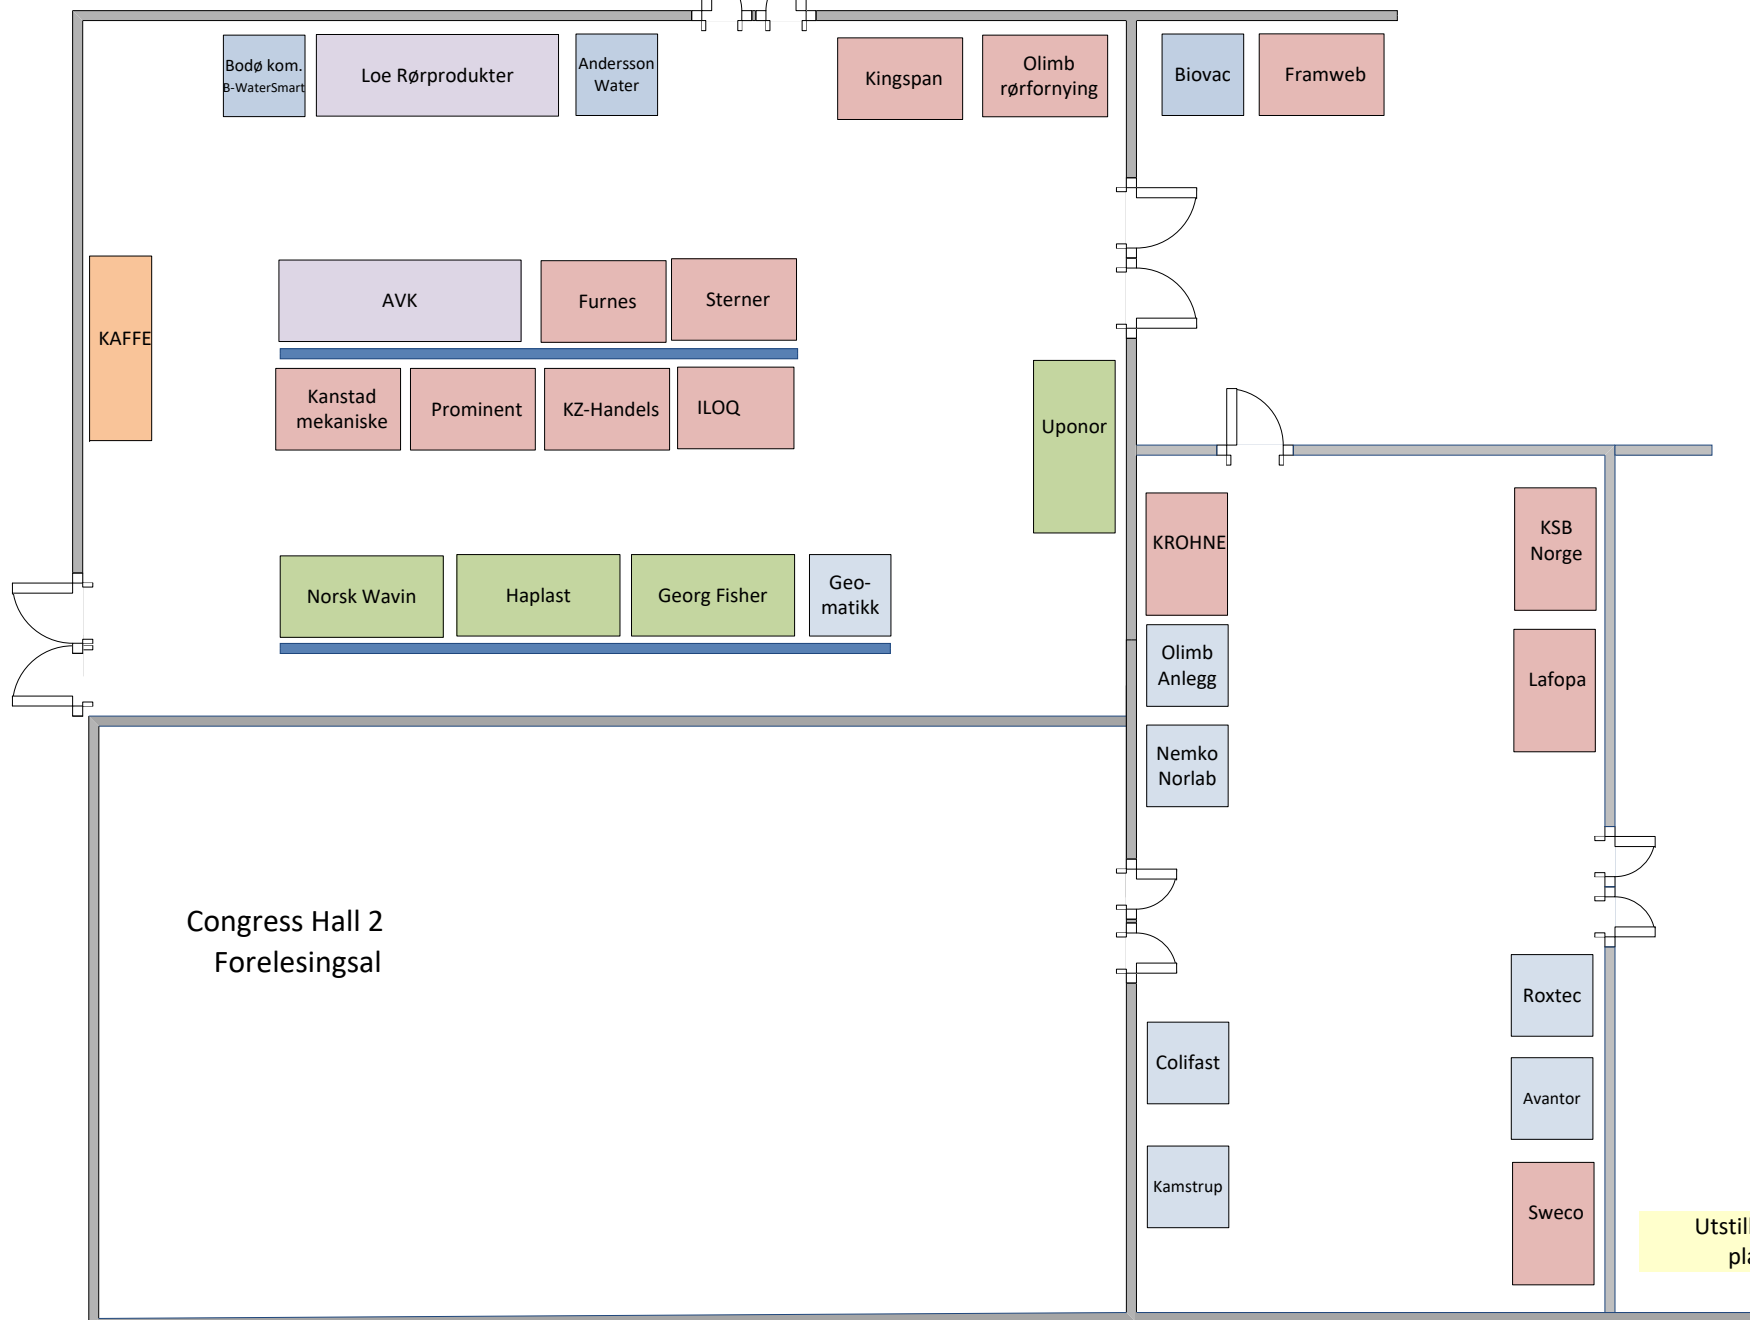 Bodø kom.
B-WaterSmart
Loe Rørprodukter
Andersson
Water
Kingspan
Olimb
rørfornying
Biovac
Framweb
KAFFE
AVK
Furnes
Sterner
Kanstad
mekaniske
Prominent
KZ-Handels
ILOQ
Uponor
Norsk Wavin
Haplast
Georg Fisher
Geo-
matikk
KROHNE
KSB
Norge
Olimb
Anlegg
Lafopa
Nemko
Norlab
Congress Hall 2
Forelesingsal
Roxtec
Colifast
Avantor
Kamstrup
Sweco